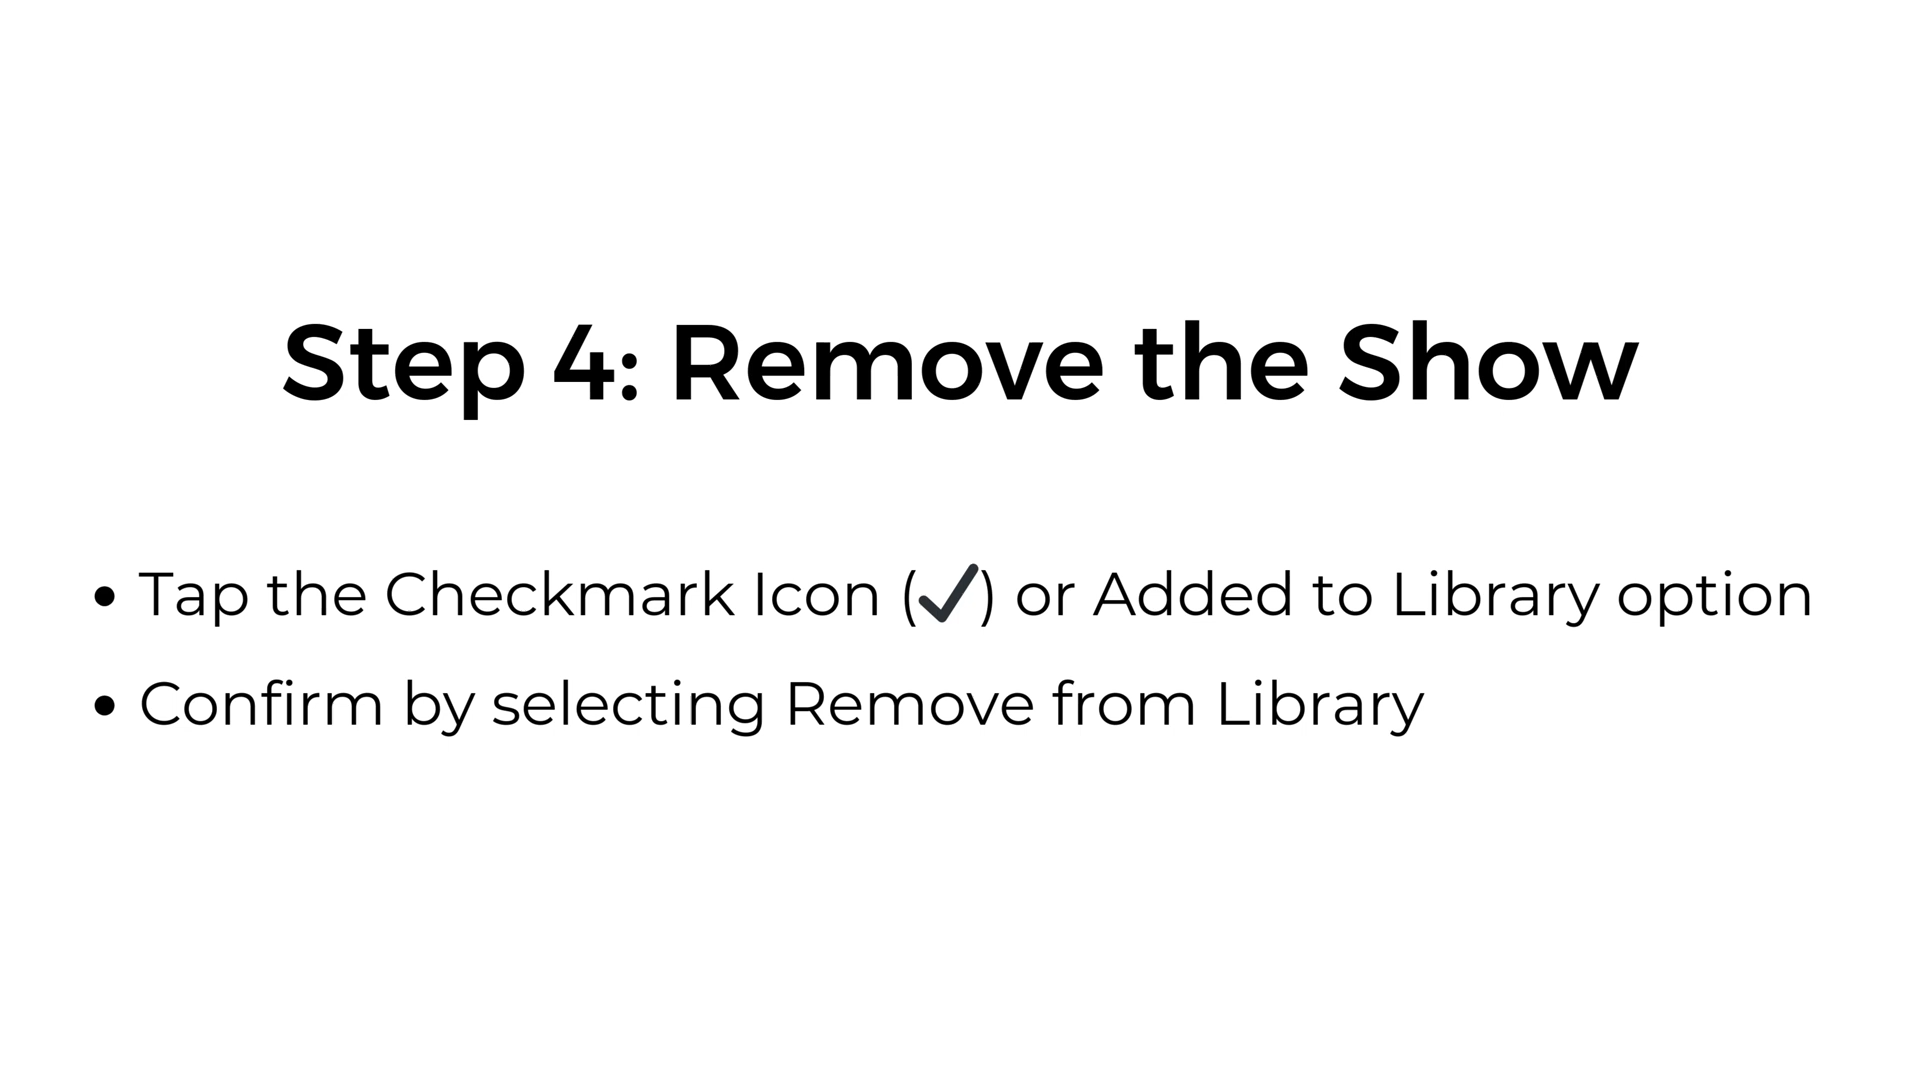 Step 4: Remove the Show
• Tap the Checkmark Icon (✔) or Added to Library option
• Confirm by selecting Remove from Library